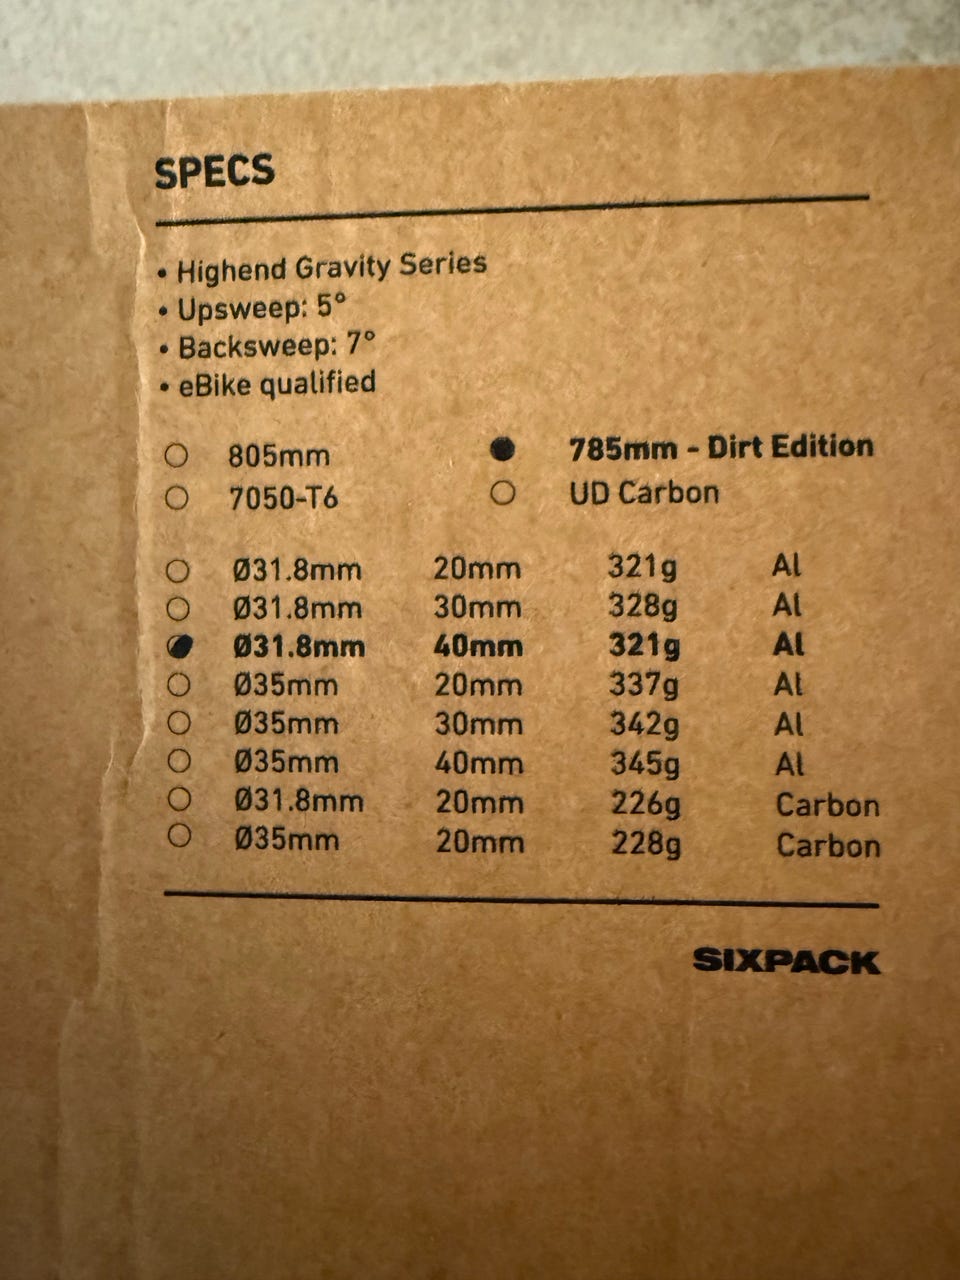 SPECS
• Highend Gravity Series
• Upsweep: 5°
• Backsweep: 7°
• eBike qualified
○ 805mm ● 785mm - Dirt Edition
○ 7050-T6 ○ UD Carbon
○ Ø31.8mm 20mm 321g Al
○ Ø31.8mm 30mm 328g Al
● Ø31.8mm 40mm 321g Al
○ Ø35mm 20mm 337g Al
○ Ø35mm 30mm 342g Al
○ Ø35mm 40mm 345g Al
○ Ø31.8mm 20mm 226g Carbon
○ Ø35mm 20mm 228g Carbon
SIXPACK